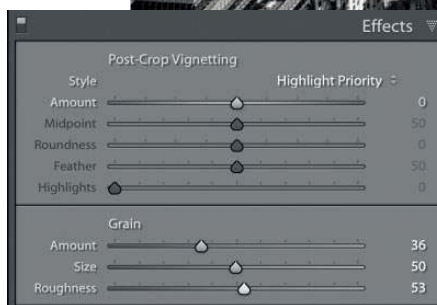 Effects
Post-Crop Vignetting
Style Highlight Priority
Amount 0
Midpoint 50
Roundness 0
Feather 50
Highlights 0
Grain
Amount 36
Size 50
Roughness 53